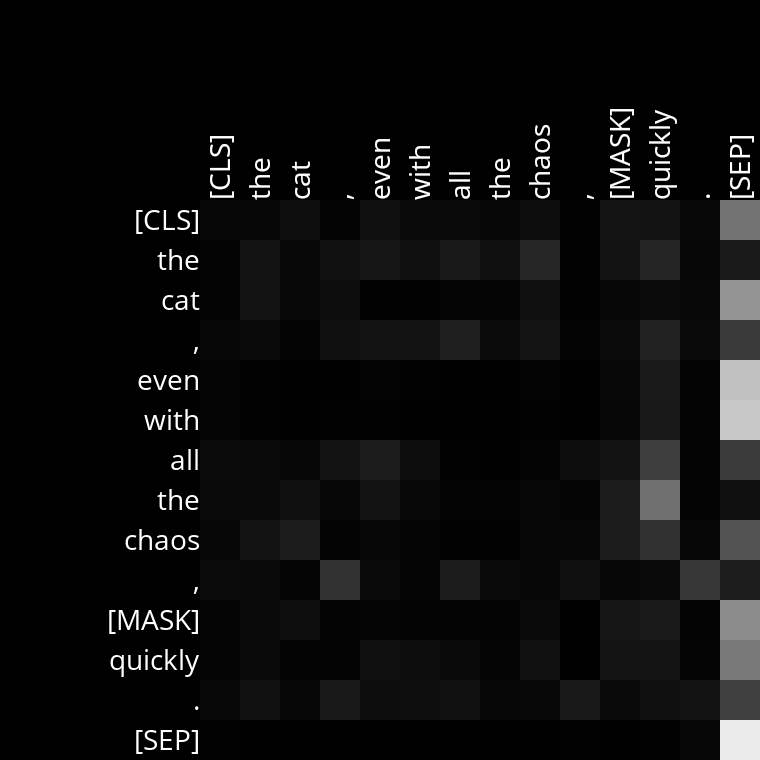 [CLS] the cat , even with all the chaos , [MASK] quickly . [SEP]
[CLS]
the
cat
,
even
with
all
the
chaos
,
[MASK]
quickly
.
[SEP]